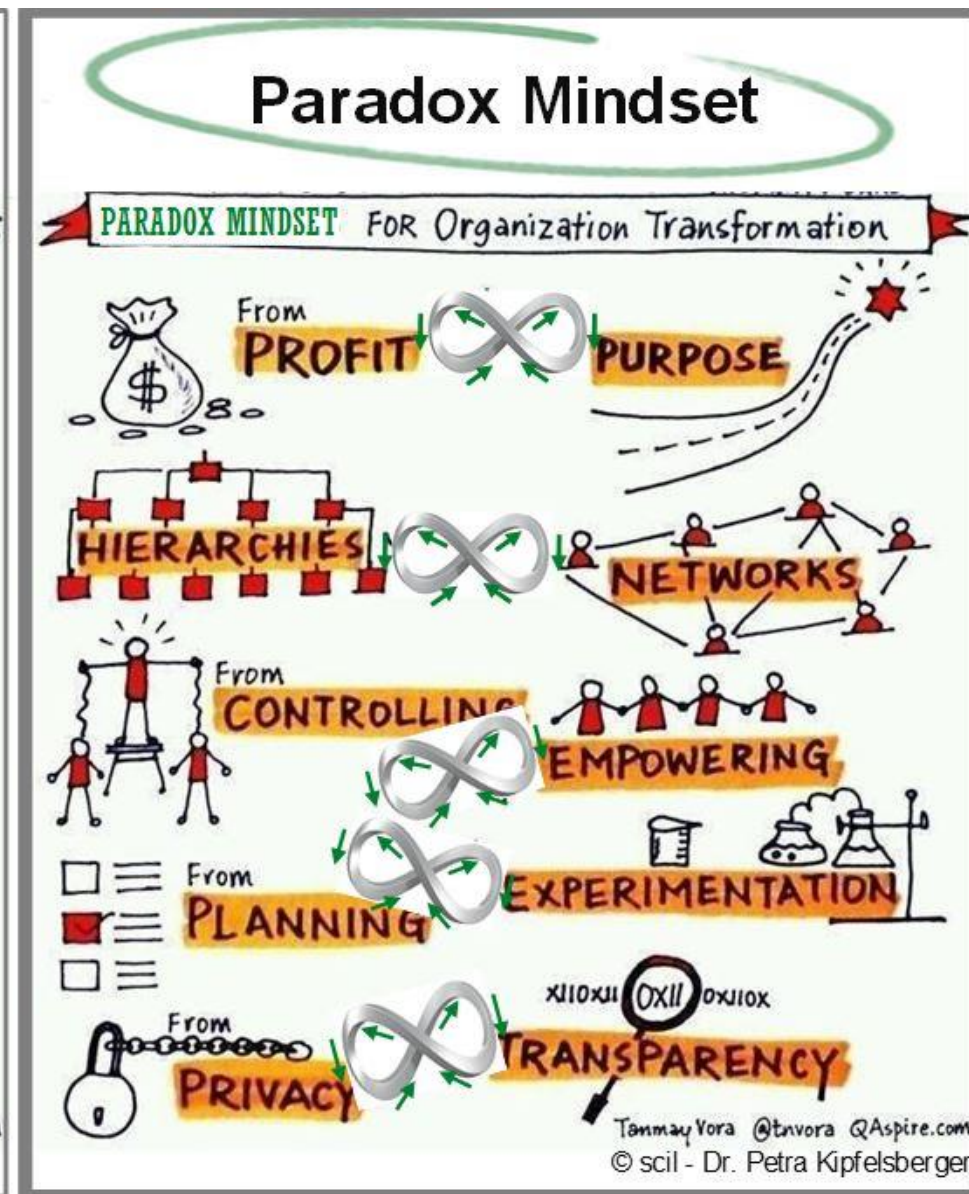 Paradox Mindset
PARADOX MINDSET FOR Organization Transformation
From
PROFIT PURPOSE
$
HIERARCHIES
NETWORKS
From
CONTROLLING
EMPOWERING
From
EXPERIMENTATION
PLANNING
XIIOXII OXII OXIIOX
From
TRANSPARENCY
PRIVACY
Tanmay Vora @tnvora QAspire.com
© scil - Dr. Petra Kipfelsberger